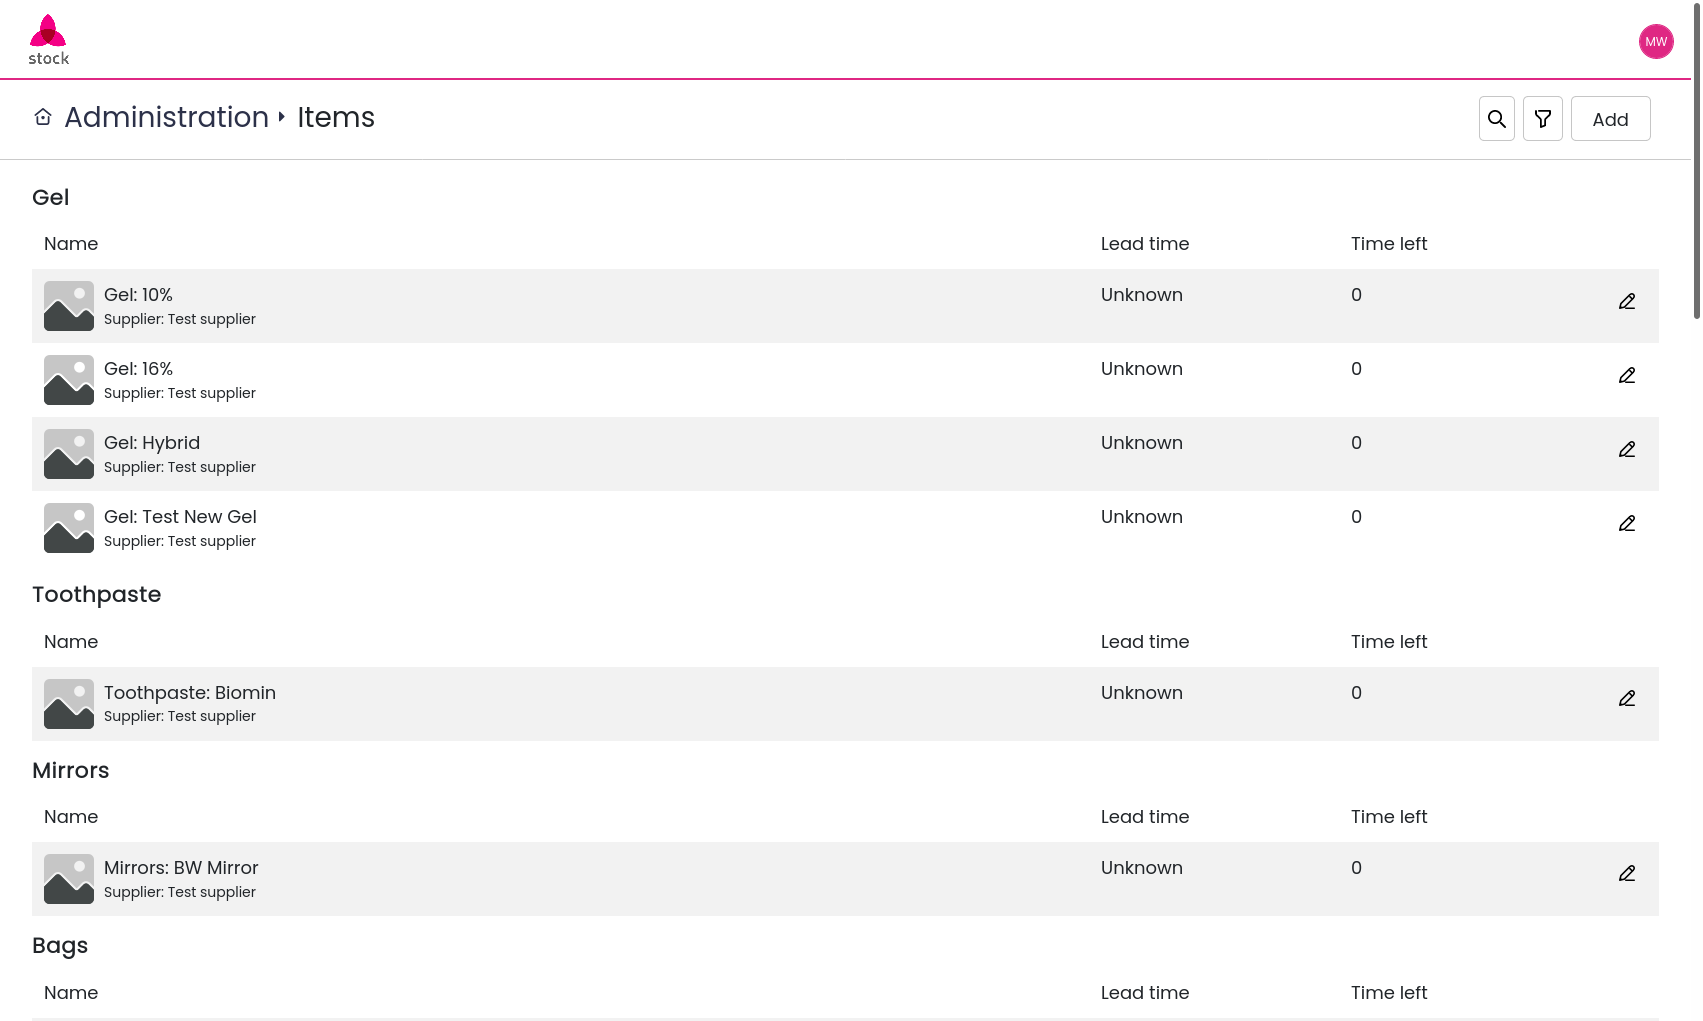 stock
MW
Administration Items
Add
Gel
Name Lead time Time left
Gel: 10% Unknown 0
Supplier: Test supplier
Gel: 16% Unknown 0
Supplier: Test supplier
Gel: Hybrid Unknown 0
Supplier: Test supplier
Gel: Test New Gel Unknown 0
Supplier: Test supplier
Toothpaste
Name Lead time Time left
Toothpaste: Biomin Unknown 0
Supplier: Test supplier
Mirrors
Name Lead time Time left
Mirrors: BW Mirror Unknown 0
Supplier: Test supplier
Bags
Name Lead time Time left